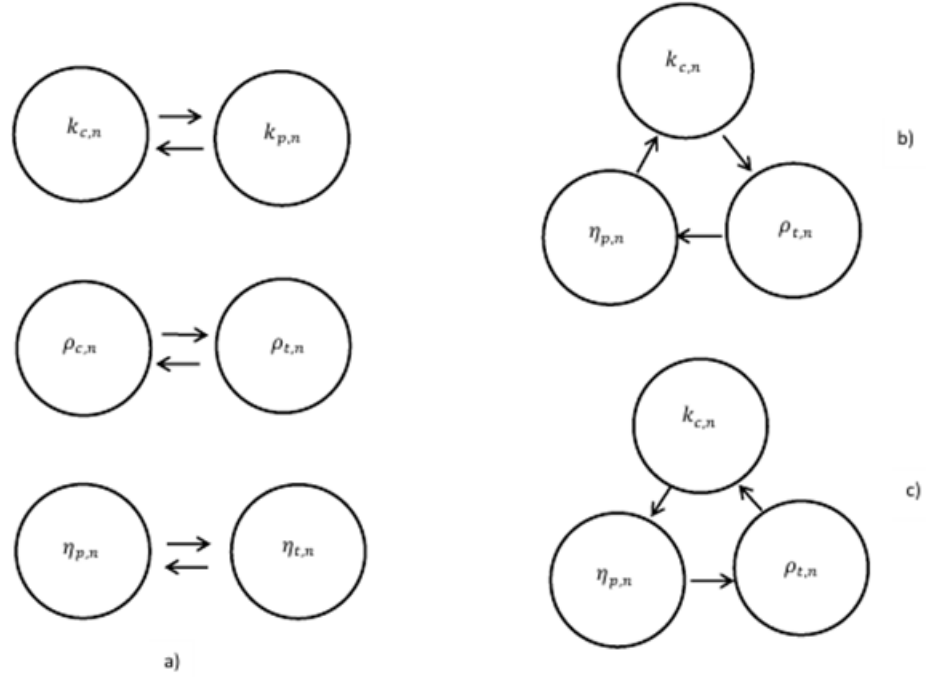 k_{c,n} k_{p,n}
ρ_{c,n} ρ_{t,n}
η_{p,n} η_{t,n}
a)
k_{c,n}
b)
η_{p,n} ρ_{t,n}
k_{c,n}
c)
η_{p,n} ρ_{t,n}